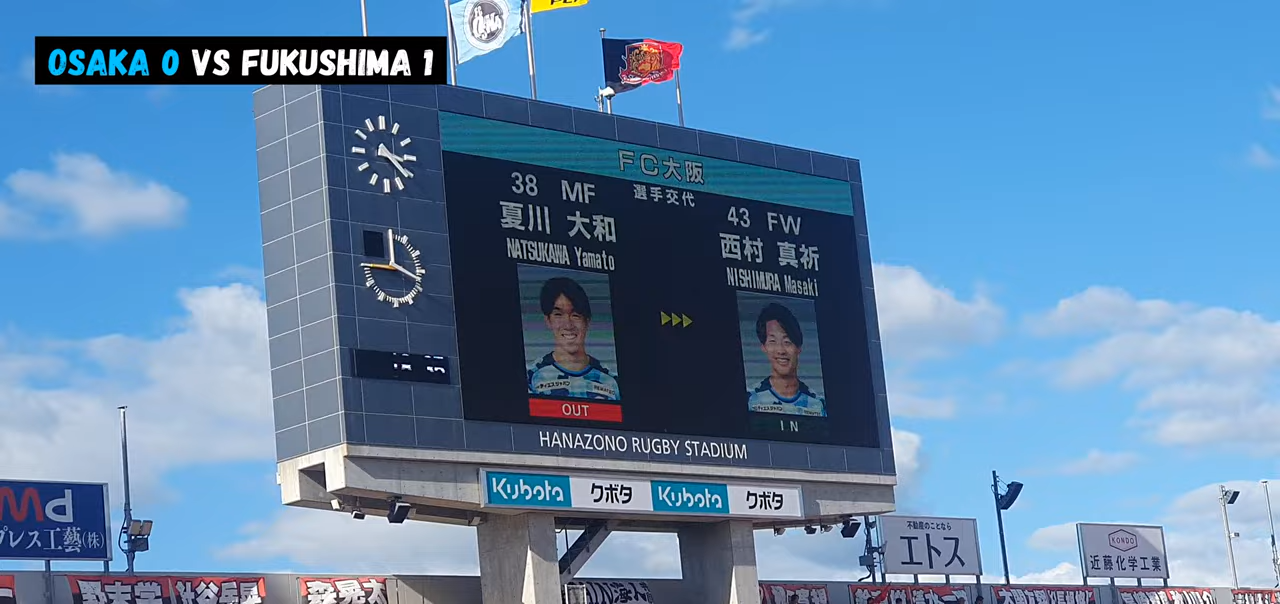 OSAKA 0 VS FUKUSHIMA 1
FC大阪
選手交代
38 MF
夏川 大和
NATSUKAWA Yamato
43 FW
西村 真祈
NISHIMURA Masaki
OUT
IN
HANAZONO RUGBY STADIUM
Kubota クボタ Kubota クボタ
プレス工藝(株)
不動産のことなら
エトス
KONDO
近藤化学工業